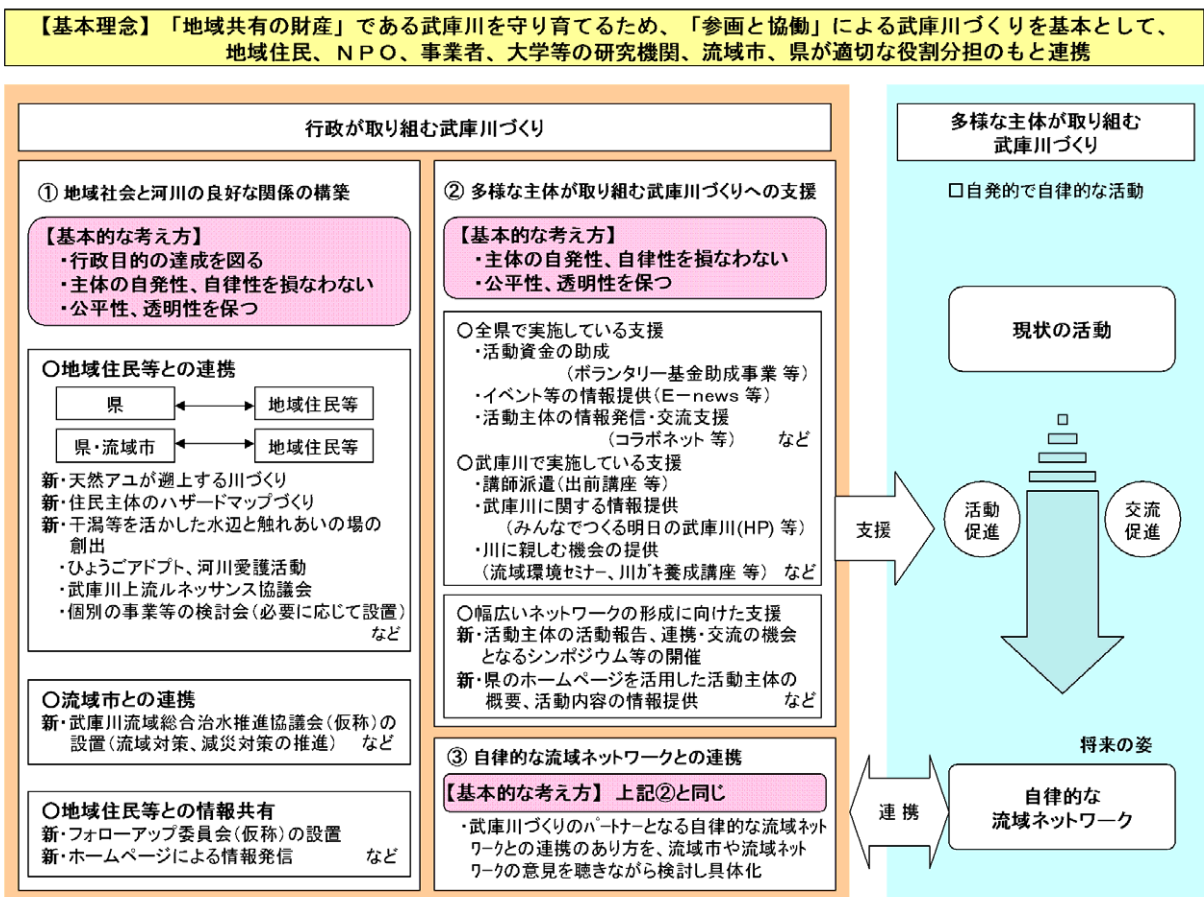 【基本理念】「地域共有の財産」である武庫川を守り育てるため、「参画と協働」による武庫川づくりを基本として、
地域住民、ＮＰＯ、事業者、大学等の研究機関、流域市、県が適切な役割分担のもと連携
行政が取り組む武庫川づくり
① 地域社会と河川の良好な関係の構築
【基本的な考え方】
・行政目的の達成を図る
・主体の自発性、自律性を損なわない
・公平性、透明性を保つ
〇地域住民等との連携
県
地域住民等
県・流域市
地域住民等
新・天然アユが遡上する川づくり
新・住民主体のハザードマップづくり
新・干潟等を活かした水辺と触れあいの場の
創出
・ひょうごアドプト、河川愛護活動
・武庫川上流ルネッサンス協議会
・個別の事業等の検討会（必要に応じて設置）
など
〇流域市との連携
新・武庫川流域総合治水推進協議会（仮称）の
設置（流域対策、減災対策の推進） など
〇地域住民等との情報共有
新・フォローアップ委員会（仮称）の設置
新・ホームページによる情報発信 など
② 多様な主体が取り組む武庫川づくりへの支援
【基本的な考え方】
・主体の自発性、自律性を損なわない
・公平性、透明性を保つ
〇全県で実施している支援
・活動資金の助成
（ボランタリー基金助成事業 等）
・イベント等の情報提供（Ｅ－news 等）
・活動主体の情報発信・交流支援
（コラボネット 等） など
〇武庫川で実施している支援
・講師派遣（出前講座 等）
・武庫川に関する情報提供
（みんなでつくる明日の武庫川(HP) 等）
・川に親しむ機会の提供
（流域環境セミナー、川ｶﾞｷ養成講座 等） など
〇幅広いネットワークの形成に向けた支援
新・活動主体の活動報告、連携・交流の機会
となるシンポジウム等の開催
新・県のホームページを活用した活動主体の
概要、活動内容の情報提供 など
③ 自律的な流域ネットワークとの連携
【基本的な考え方】 上記②と同じ
・武庫川づくりのﾊﾟｰﾄﾅｰとなる自律的な流域ﾈｯﾄ
ﾜｰｸとの連携のあり方を、流域市や流域ﾈｯﾄ
ﾜｰｸの意見を聴きながら検討し具体化
支援
連 携
多様な主体が取り組む
武庫川づくり
□自発的で自律的な活動
現状の活動
活動
促進
交流
促進
将来の姿
自律的な
流域ネットワーク